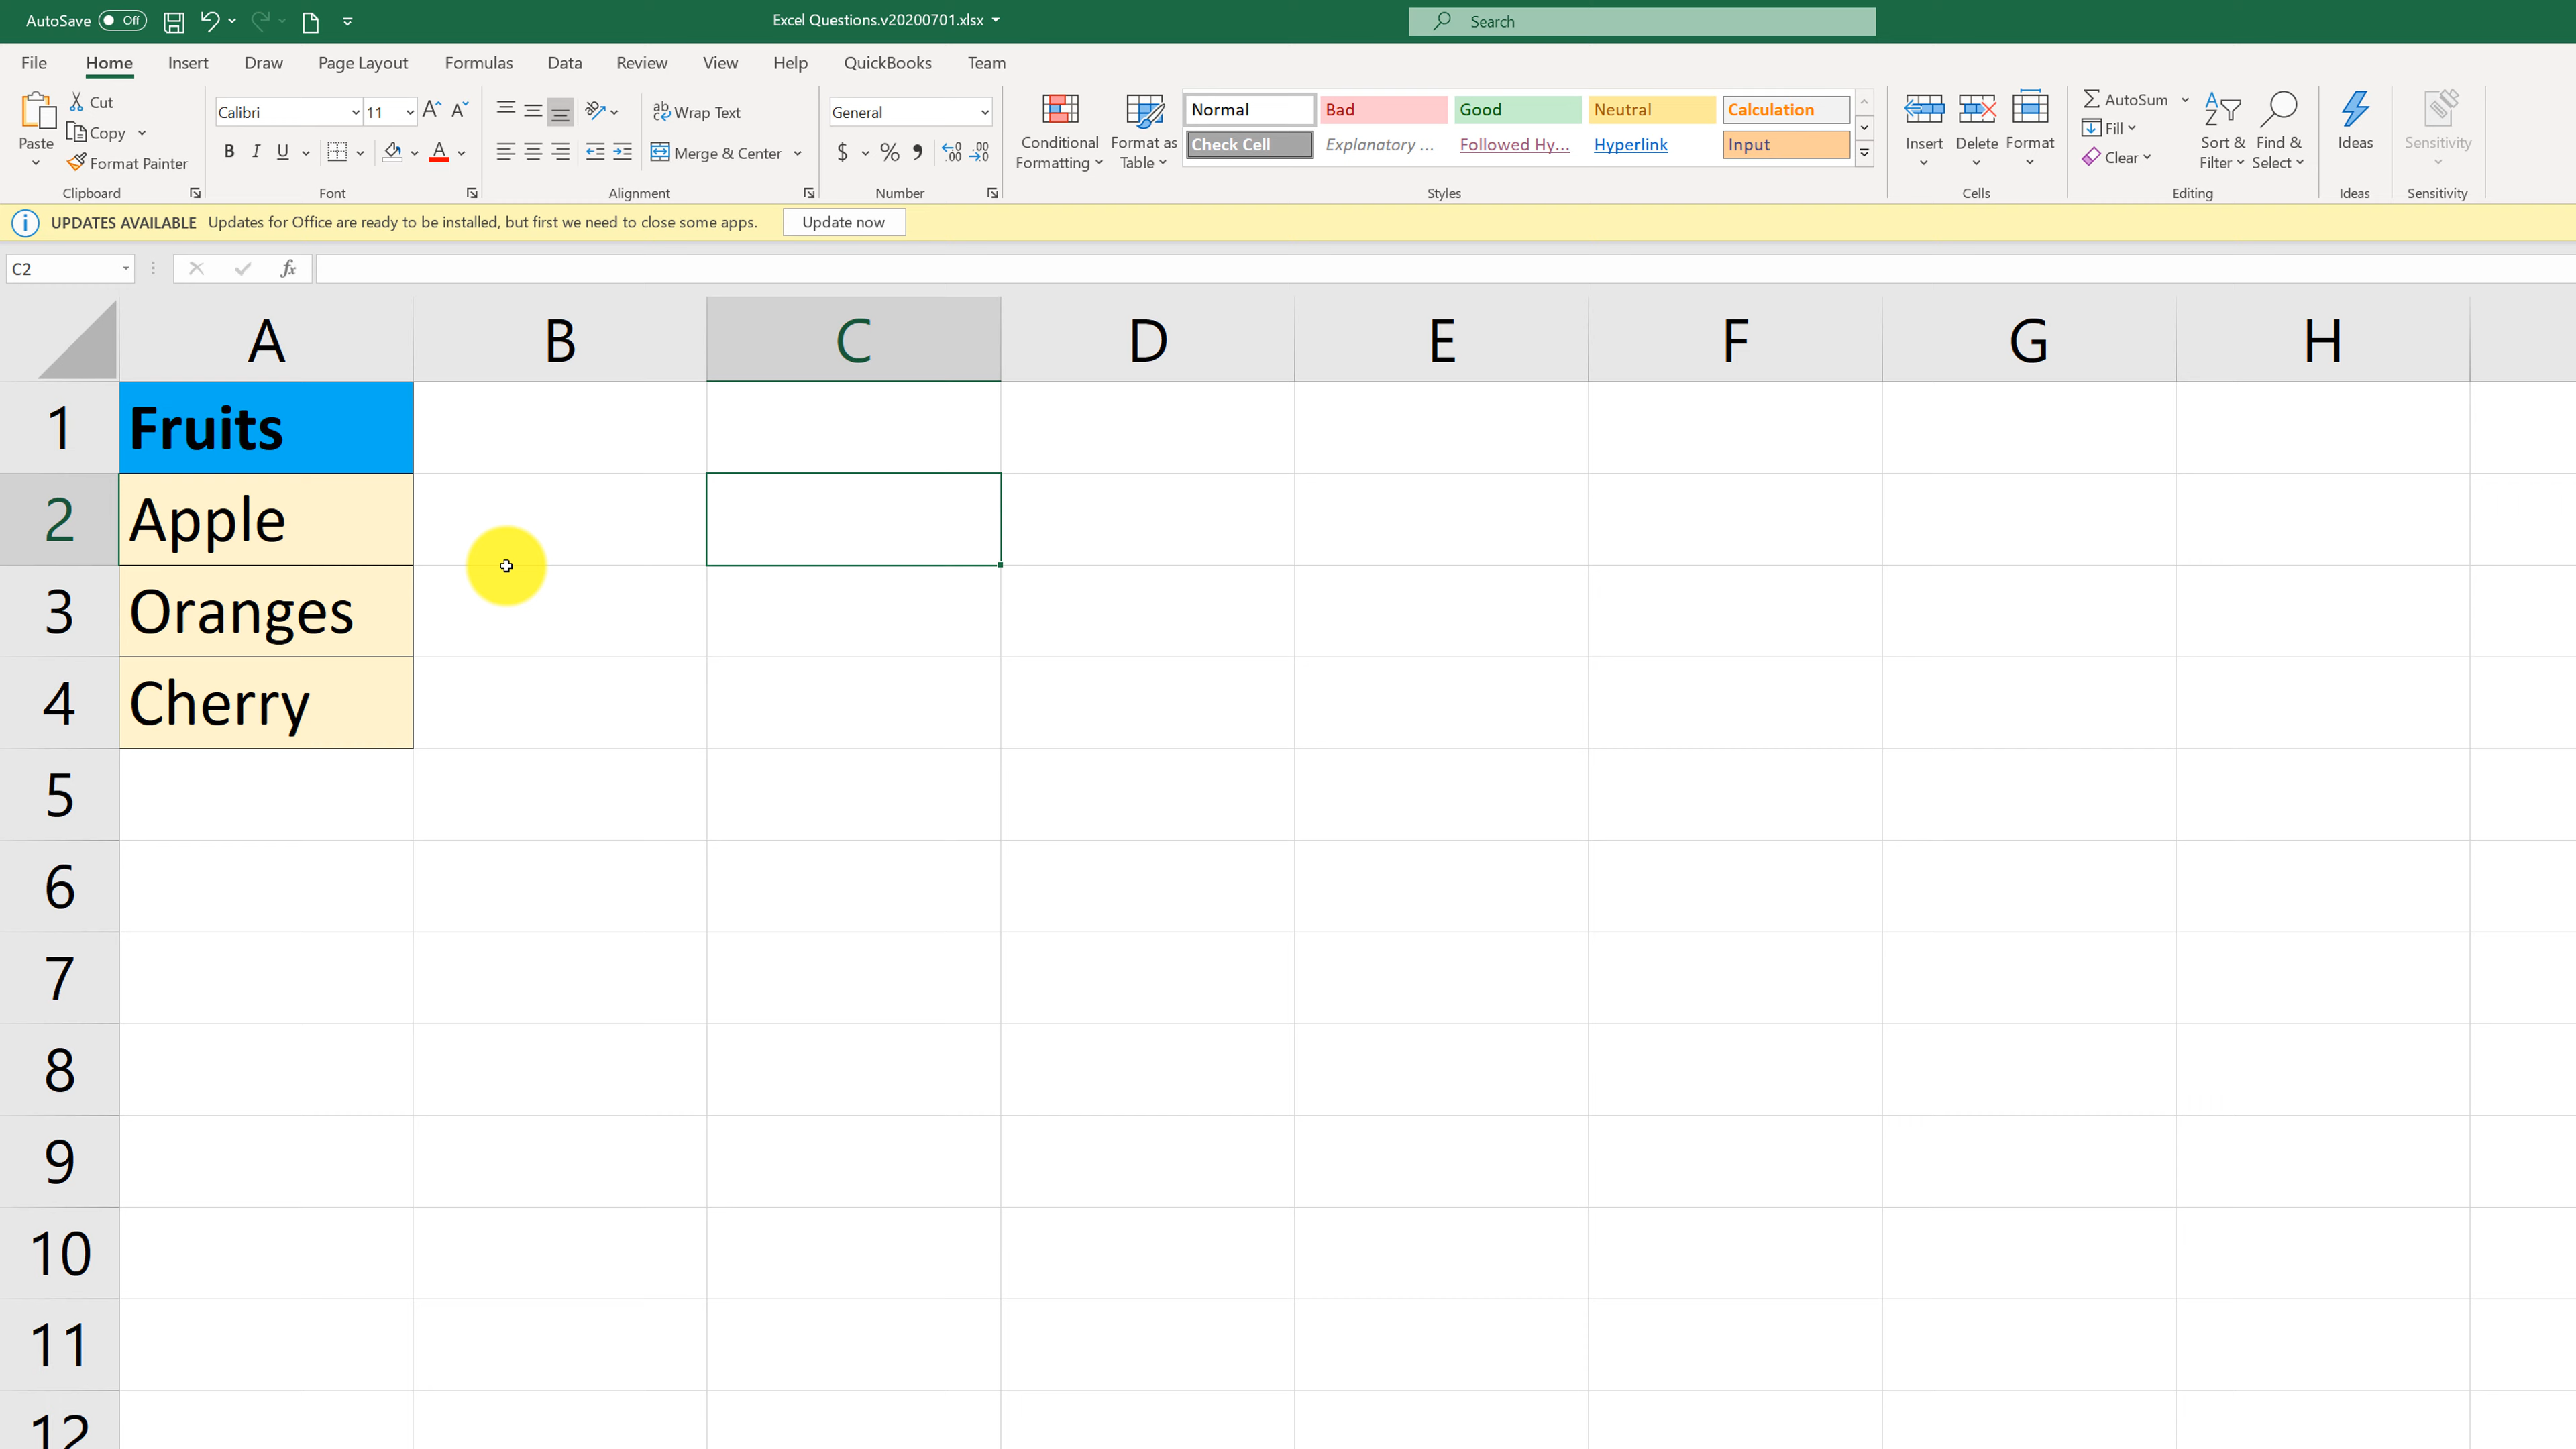 AutoSave Off Excel Questions.v20200701.xlsx Search
File Home Insert Draw Page Layout Formulas Data Review View Help QuickBooks Team
Paste
Cut
Copy
Format Painter
Clipboard
Calibri 11
B I U A
Font
Wrap Text
Merge & Center
Alignment
General
$ % ,
Number
Conditional Formatting
Format as Table
Normal Bad Good Neutral Calculation
Check Cell Explanatory ... Followed Hy... Hyperlink Input
Styles
Insert Delete Format
Cells
AutoSum
Fill
Clear
Sort & Filter
Find & Select
Editing
Ideas
Ideas
Sensitivity
Sensitivity
UPDATES AVAILABLE Updates for Office are ready to be installed, but first we need to close some apps. Update now
C2 fx
A B C D E F G H
1 Fruits
2 Apple
3 Oranges
4 Cherry
5
6
7
8
9
10
11
12